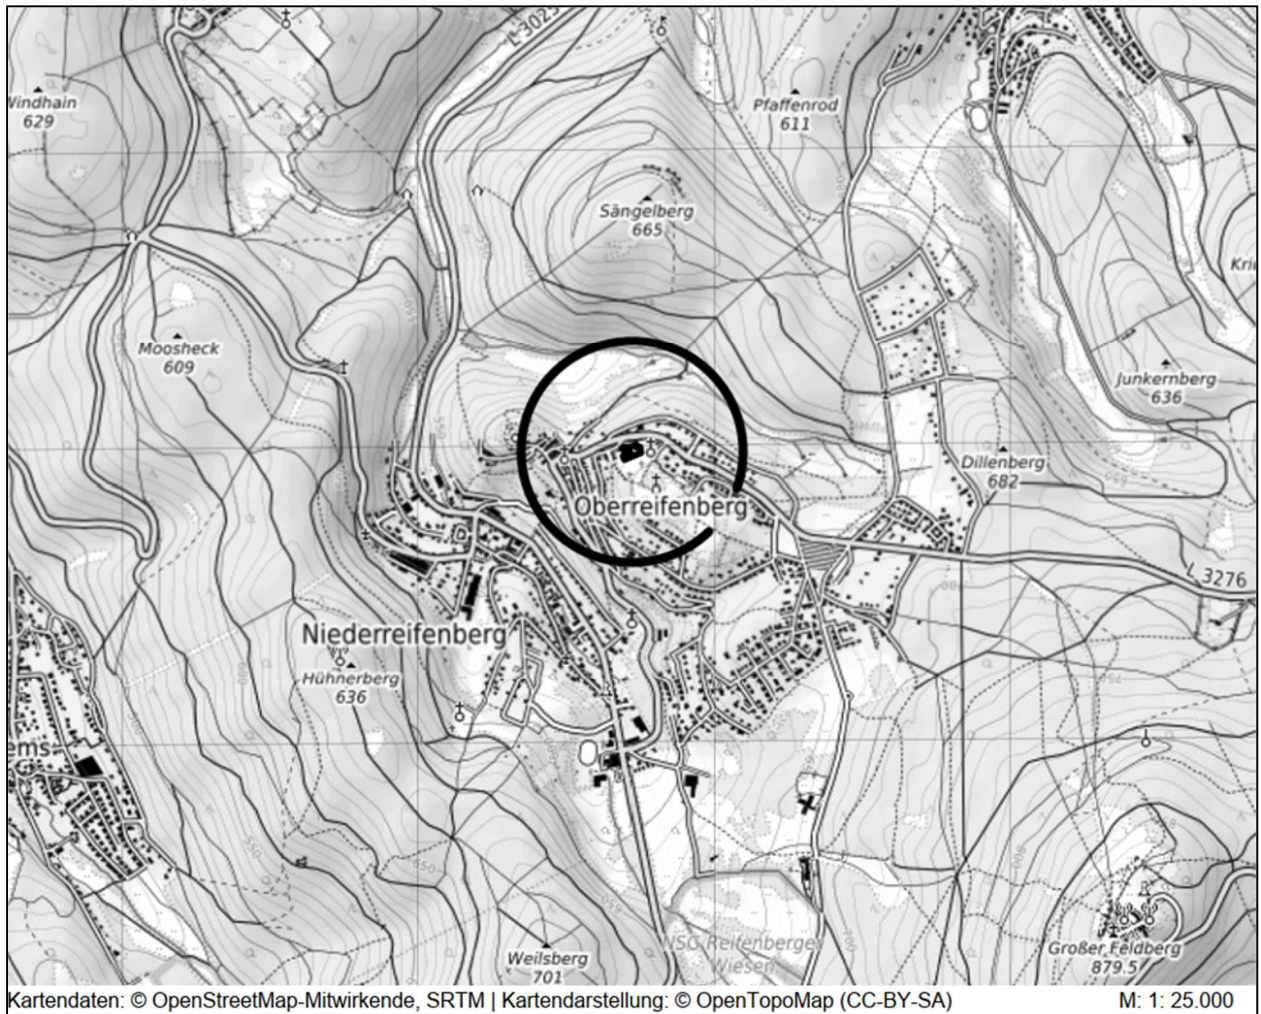 L 3025
Windhain
629
Pfaffenrod
611
Sängelberg
665
Moosheck
609
Junkernberg
636
Dillenberg
682
Oberreifenberg
L 3276
Niederreifenberg
Hühnerberg
636
ems-
550
650
Weilsberg
701
NSG Reifenberger
Wiesen
Großer Feldberg
879.5
Kartendaten: © OpenStreetMap-Mitwirkende, SRTM | Kartendarstellung: © OpenTopoMap (CC-BY-SA) M: 1: 25.000